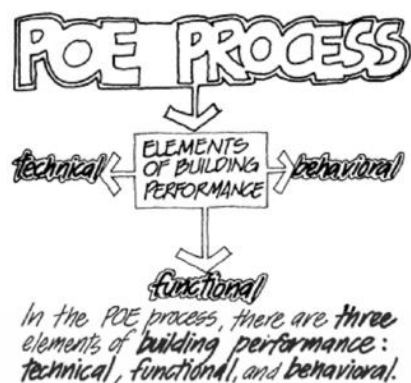 POE PROCESS
ELEMENTS
OF BUILDING
PERFORMANCE
technical
behavioral
functional
In the POE process, there are three
elements of building performance:
technical, functional, and behavioral.